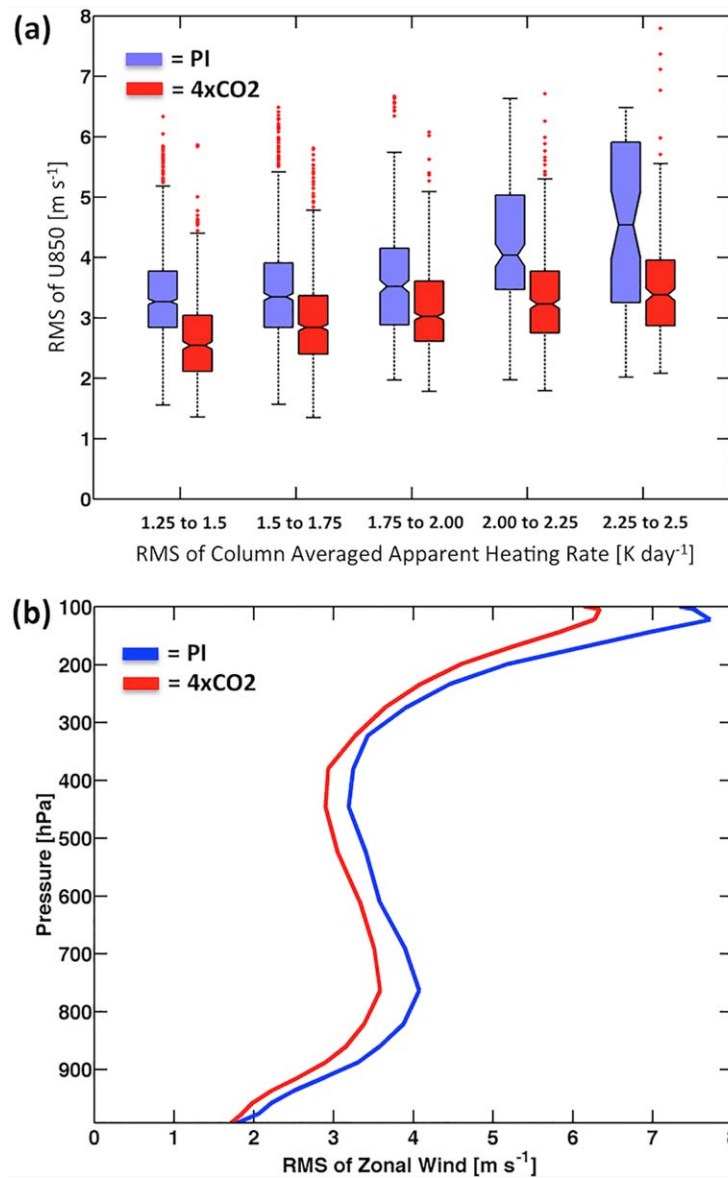 (a)
= PI
= 4xCO2
8
7
6
5
4
3
2
1
0
RMS of U850 [m s-1]
1.25 to 1.5 1.5 to 1.75 1.75 to 2.00 2.00 to 2.25 2.25 to 2.5
RMS of Column Averaged Apparent Heating Rate [K day-1]
(b)
= PI
= 4xCO2
100
200
300
400
500
600
700
800
900
Pressure [hPa]
0 1 2 3 4 5 6 7 8
RMS of Zonal Wind [m s-1]